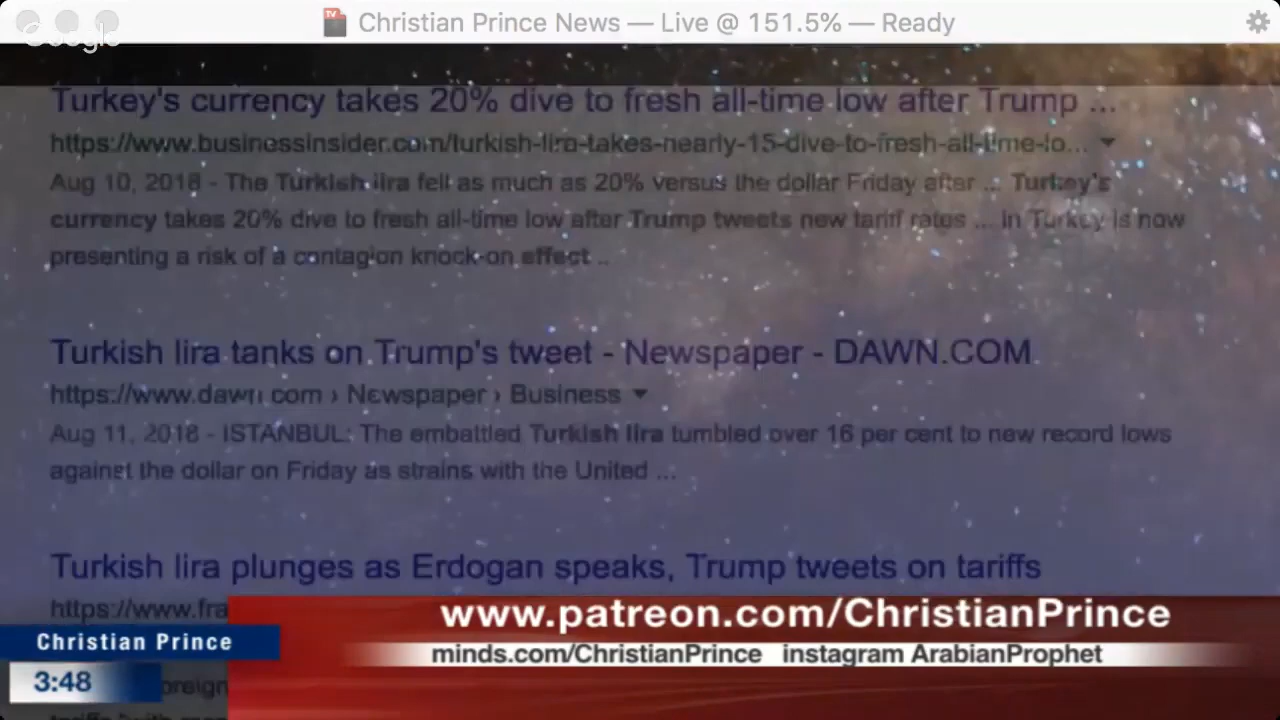 Christian Prince News — Live @ 151.5% — Ready
Google
Turkey's currency takes 20% dive to fresh all-time low after Trump ...
https://www.businessinsider.com/turkish-lira-takes-nearly-15-dive-to-fresh-all-time-lo...
Aug 10, 2018 - The Turkish lira fell as much as 20% versus the dollar Friday after ... Turkey's
currency takes 20% dive to fresh all-time low after Trump tweets new tariff rates ... in Turkey is now
presenting a risk of a contagion knock-on effect ..
Turkish lira tanks on Trump's tweet - Newspaper - DAWN.COM
https://www.dawn com › Newspaper › Business
Aug 11, 2018 - ISTANBUL: The embattled Turkish lira tumbled over 16 per cent to new record lows
against the dollar on Friday as strains with the United ...
Turkish lira plunges as Erdogan speaks, Trump tweets on tariffs
https://www.fra
www.patreon.com/ChristianPrince
Christian Prince
minds.com/ChristianPrince instagram ArabianProphet
3:48
oreign